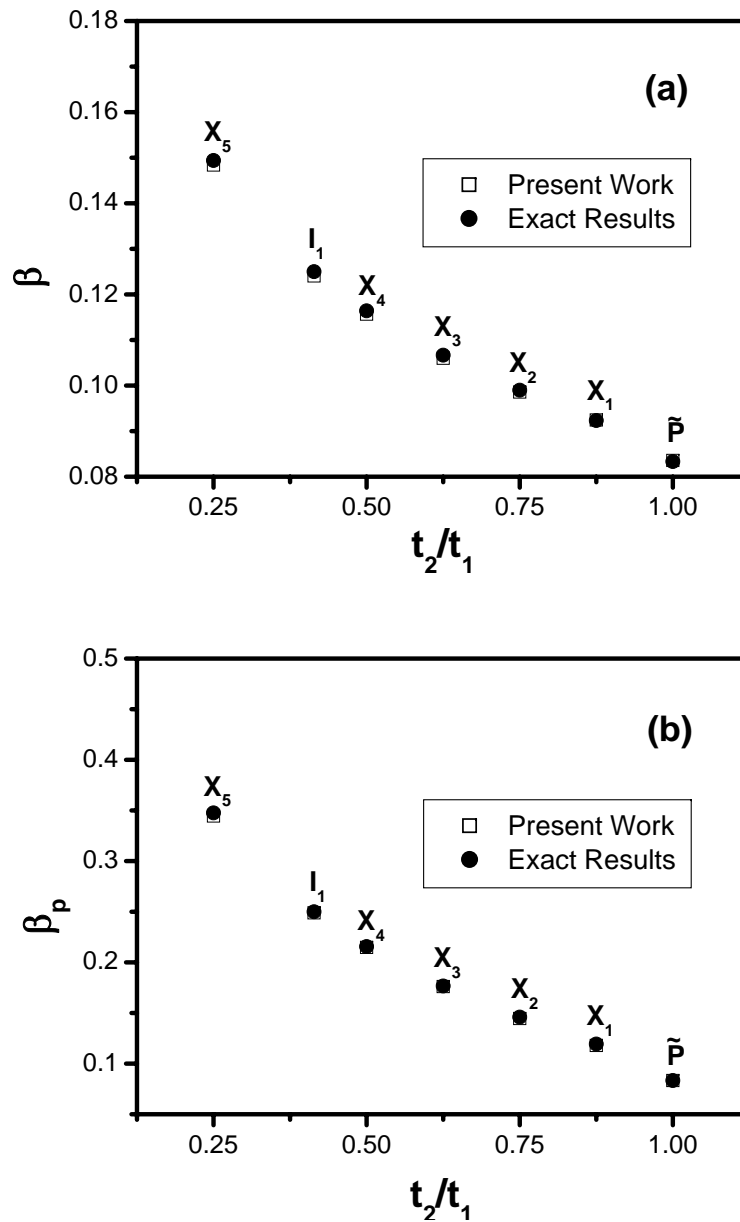 0.18
(a)
0.16
X5
Present Work
0.14
Exact Results
I1
β
0.12
X4
X3
X2
X1
0.10
P̃
0.08
0.25 0.50 0.75 1.00
t2/t1
0.5
(b)
0.4
X5
Present Work
0.3
Exact Results
I1
βp
X4
0.2
X3
X2
X1
0.1
P̃
0.25 0.50 0.75 1.00
t2/t1